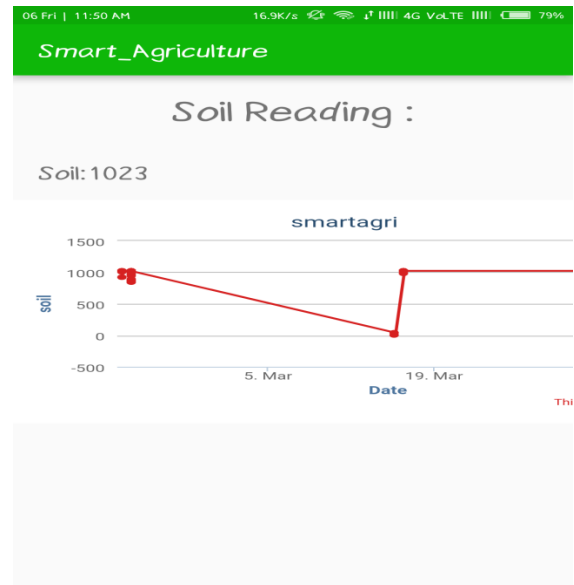 06 Fri | 11:50 AM 16.9K/s 4G VoLTE 79%
Smart_Agriculture
Soil Reading :
Soil:1023
smartagri
1500
1000
500
0
-500
soil
5. Mar 19. Mar
Date
Thi